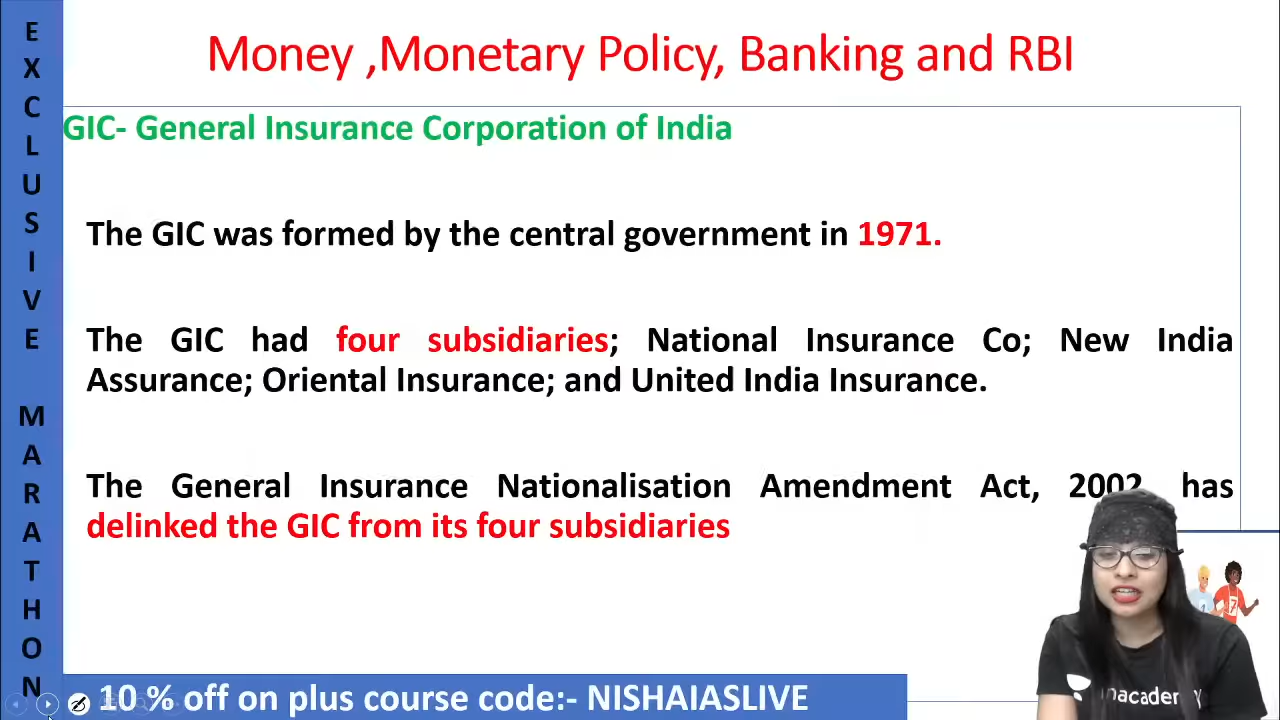 EXCLUSIVE MARATHON
Money ,Monetary Policy, Banking and RBI
GIC- General Insurance Corporation of India
The GIC was formed by the central government in 1971.
The GIC had four subsidiaries; National Insurance Co; New India
Assurance; Oriental Insurance; and United India Insurance.
The General Insurance Nationalisation Amendment Act, 2002, has
delinked the GIC from its four subsidiaries
7
10 % off on plus course code:- NISHAIASLIVE